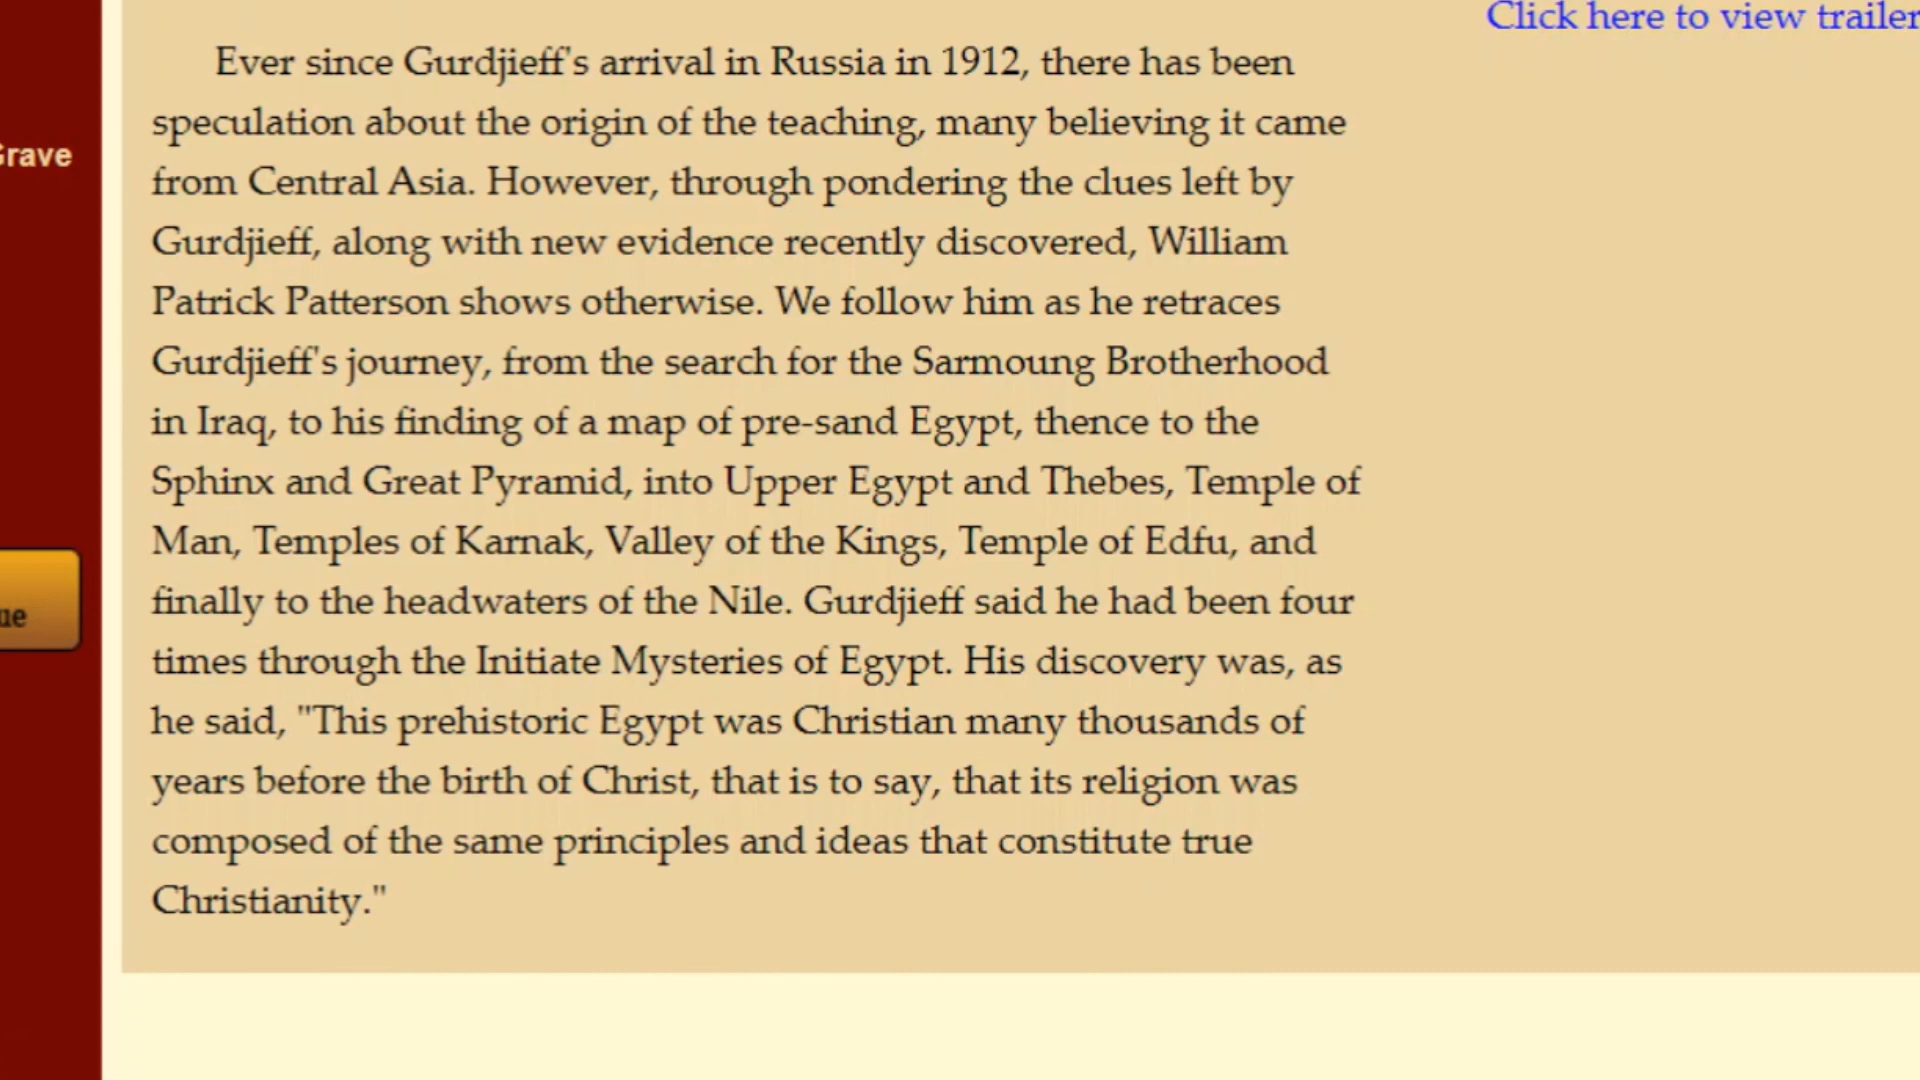 Click here to view trailer
Ever since Gurdjieff's arrival in Russia in 1912, there has been
speculation about the origin of the teaching, many believing it came
from Central Asia. However, through pondering the clues left by
Gurdjieff, along with new evidence recently discovered, William
Patrick Patterson shows otherwise. We follow him as he retraces
Gurdjieff's journey, from the search for the Sarmoung Brotherhood
in Iraq, to his finding of a map of pre-sand Egypt, thence to the
Sphinx and Great Pyramid, into Upper Egypt and Thebes, Temple of
Man, Temples of Karnak, Valley of the Kings, Temple of Edfu, and
finally to the headwaters of the Nile. Gurdjieff said he had been four
times through the Initiate Mysteries of Egypt. His discovery was, as
he said, "This prehistoric Egypt was Christian many thousands of
years before the birth of Christ, that is to say, that its religion was
composed of the same principles and ideas that constitute true
Christianity."